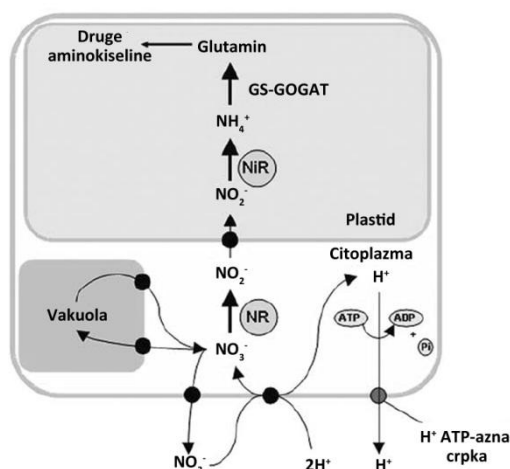 Druge
aminokiseline
Glutamin
GS-GOGAT
NH₄⁺
NiR
NO₂⁻
Plastid
Citoplazma
NO₂⁻
H⁺
Vakuola
NR
ATP
ADP
+
Pi
NO₃⁻
H⁺ ATP-azna
crpka
NO₃⁻
2H⁺
H⁺